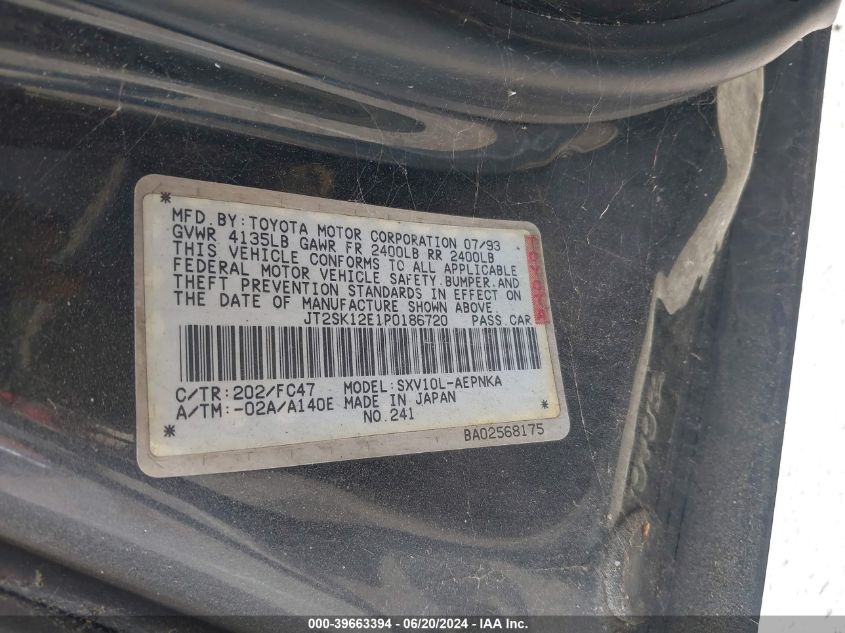 MFD. BY: TOYOTA MOTOR CORPORATION 07/93
GVWR 4135LB GAWR FR 2400LB RR 2400LB
THIS VEHICLE CONFORMS TO ALL APPLICABLE
FEDERAL MOTOR VEHICLE SAFETY, BUMPER, AND
THEFT PREVENTION STANDARDS IN EFFECT ON
THE DATE OF MANUFACTURE SHOWN ABOVE.
JT2SK12E1P0186720 PASS. CAR
TOYOTA
C/TR: 202/FC47 MODEL: SXV10L-AEPNKA
A/TM: -02A/A140E MADE IN JAPAN
NO. 241
BA02568175
000-39663394 - 06/20/2024 - IAA Inc.